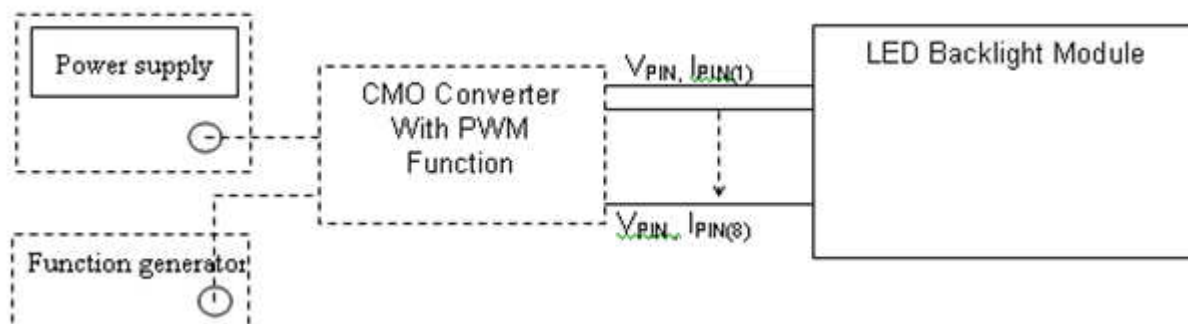 Power supply
CMO Converter
With PWM
Function
VPIN, IPIN(1)
LED Backlight Module
VPIN, IPIN(8)
Function generator